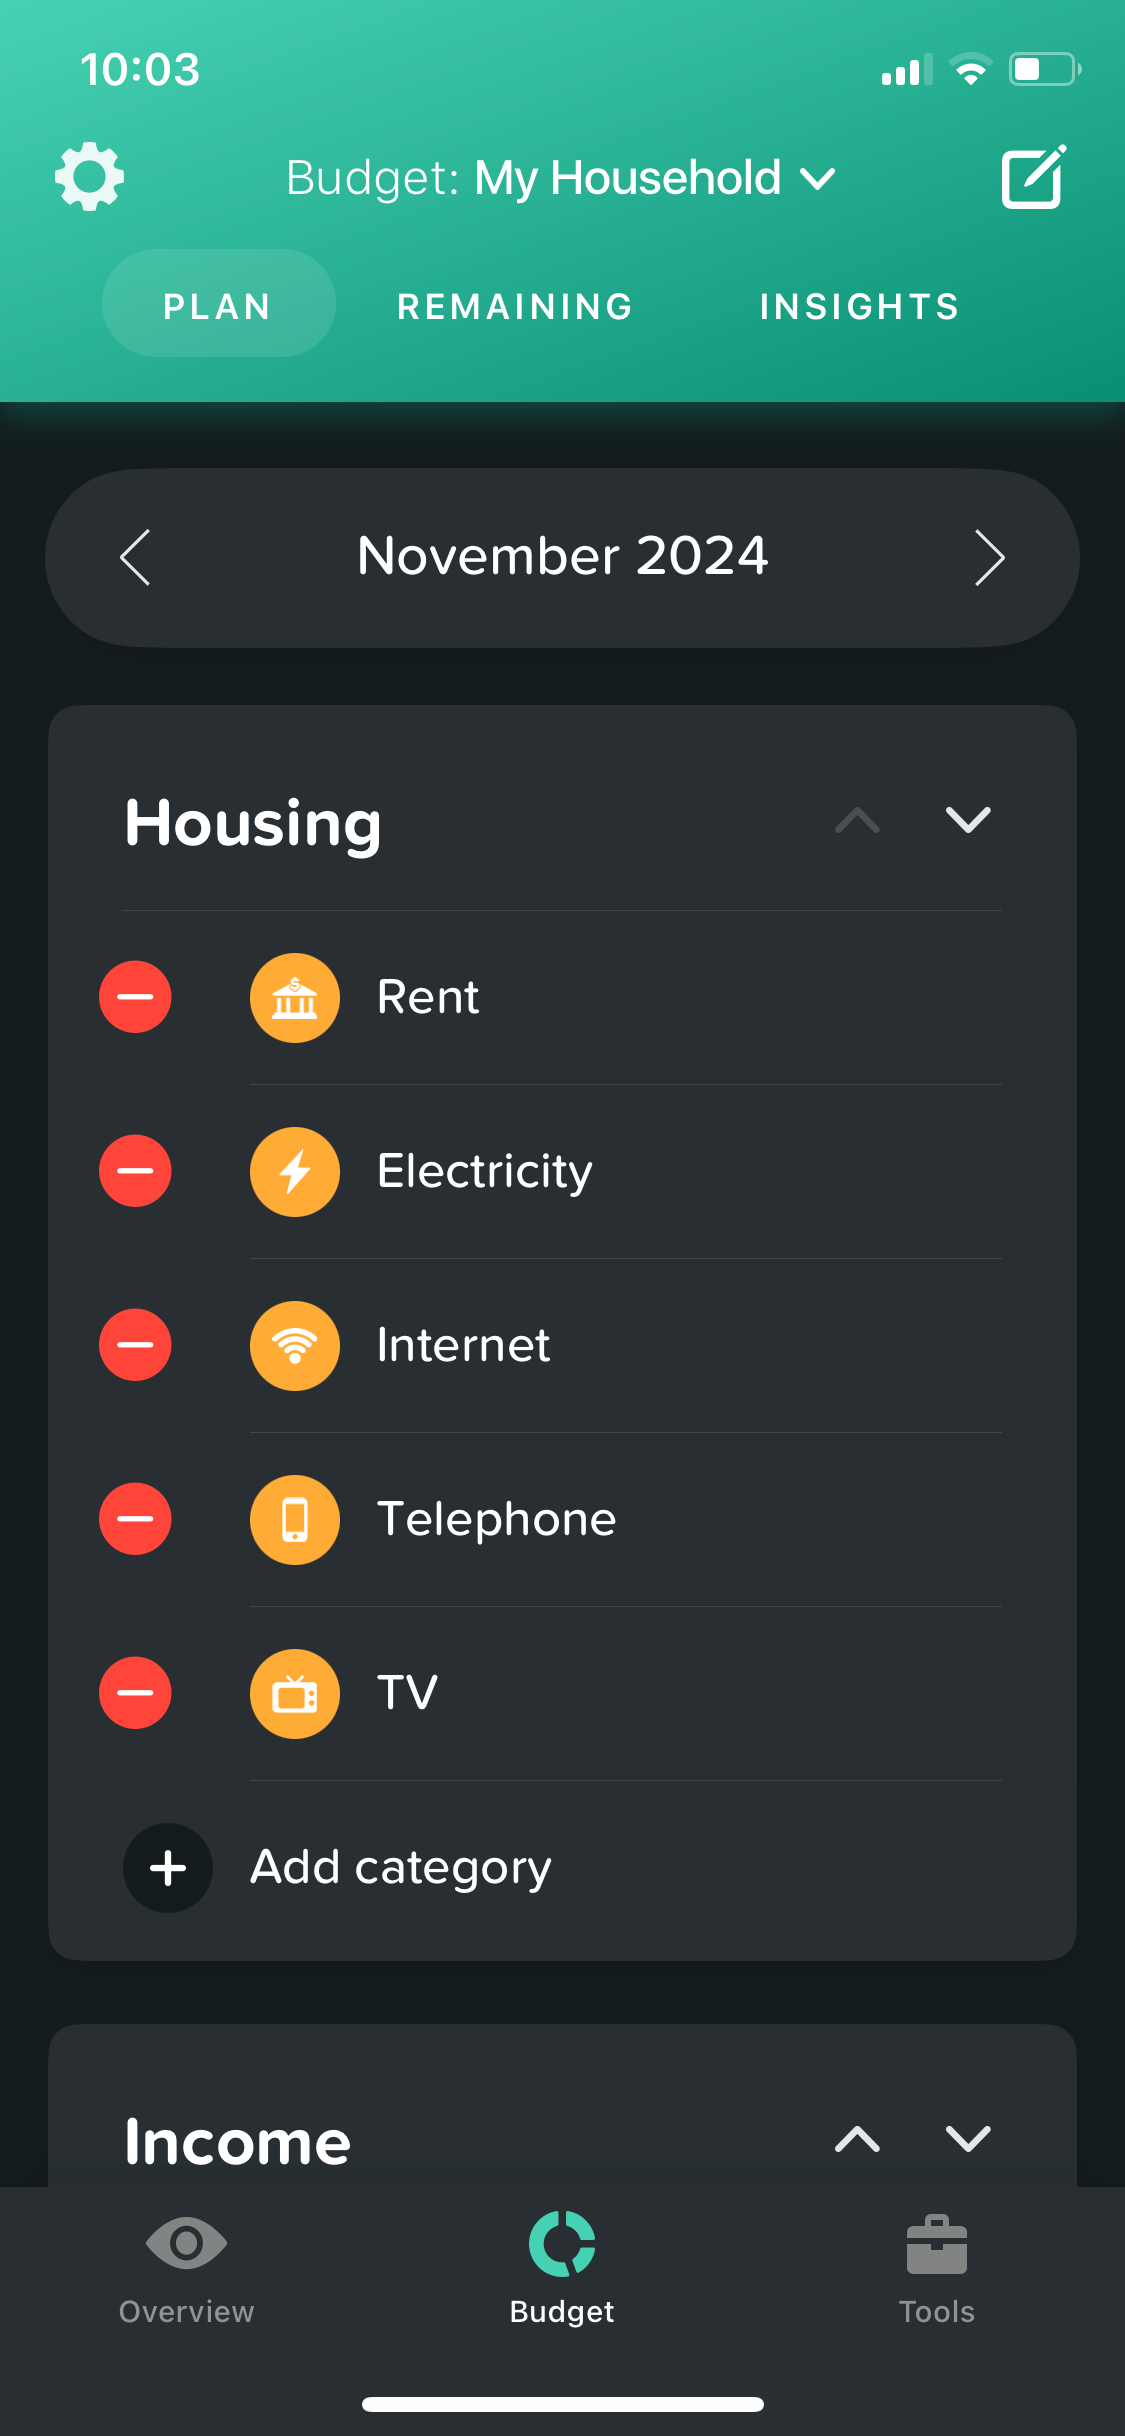 10:03
Budget: My Household
PLAN REMAINING INSIGHTS
November 2024
Housing
Rent
Electricity
Internet
Telephone
TV
Add category
Income
Overview Budget Tools